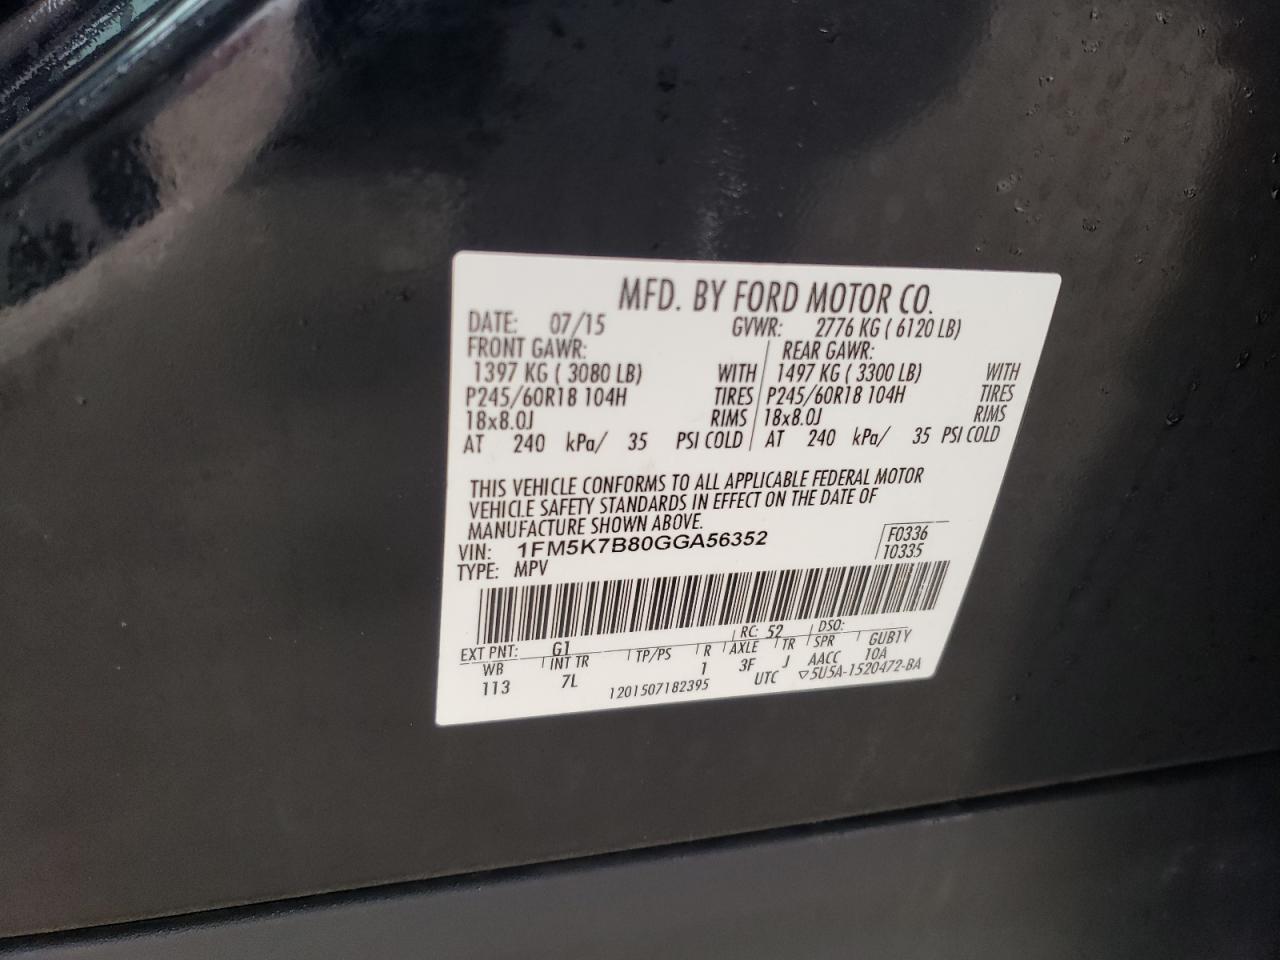 MFD. BY FORD MOTOR CO.
DATE: 07/15 GVWR: 2776 KG ( 6120 LB)
FRONT GAWR: REAR GAWR:
1397 KG ( 3080 LB) WITH 1497 KG ( 3300 LB) WITH
P245/60R18 104H TIRES P245/60R18 104H TIRES
18x8.0J RIMS 18x8.0J RIMS
AT 240 kPa/ 35 PSI COLD AT 240 kPa/ 35 PSI COLD
THIS VEHICLE CONFORMS TO ALL APPLICABLE FEDERAL MOTOR
VEHICLE SAFETY STANDARDS IN EFFECT ON THE DATE OF
MANUFACTURE SHOWN ABOVE.
VIN: 1FM5K7B80GGA56352 F0336
TYPE: MPV 10335
EXT PNT: G1 RC: 52 DSO:
WB INT TR TP/PS R AXLE TR SPR GUB1Y
113 7L 1 3F J AACC 10A
1201507182395 UTC ▽5U5A-1520472-BA